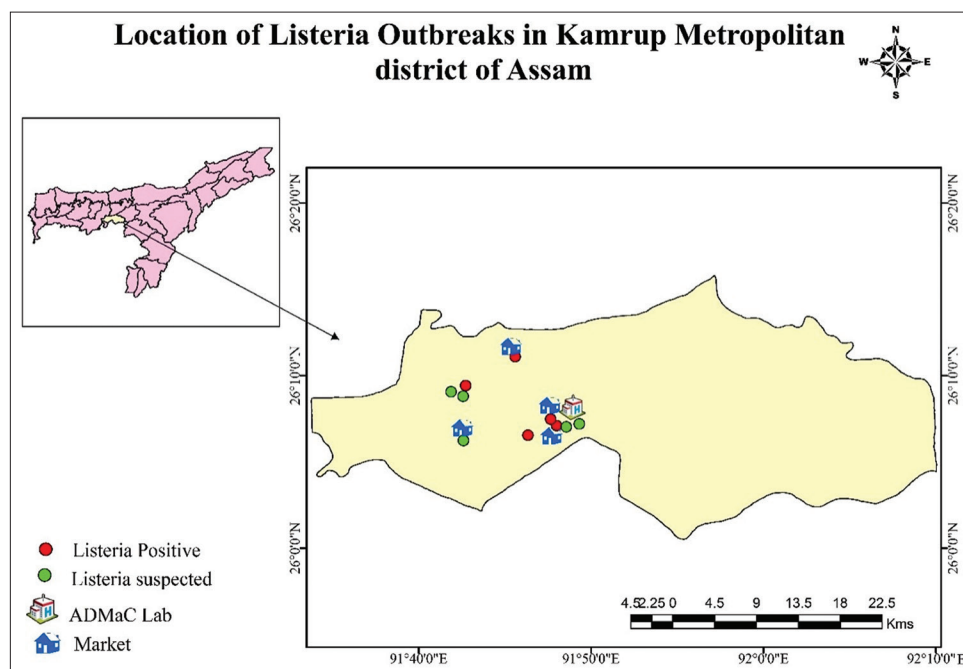 Location of Listeria Outbreaks in Kamrup Metropolitan
district of Assam
N
W E
S
26°20'0"N
26°20'0"N
26°10'0"N
26°10'0"N
26°0'0"N
26°0'0"N
H
Listeria Positive
Listeria suspected
H
ADMaC Lab
Market
4.5 2.25 0 4.5 9 13.5 18 22.5
Kms
91°40'0"E 91°50'0"E 92°0'0"E 92°10'0"E